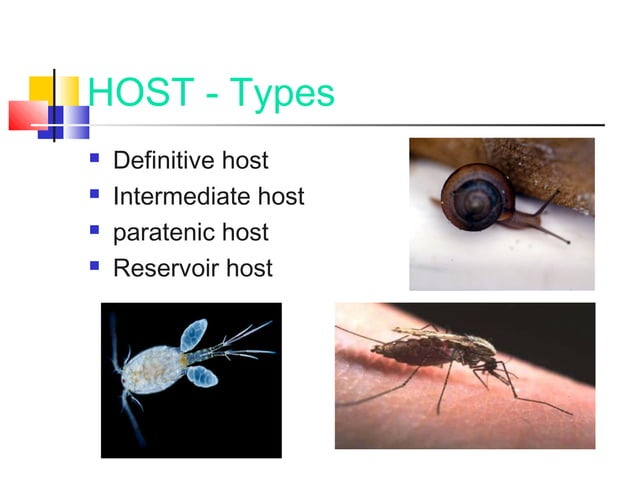 HOST - Types
Definitive host
Intermediate host
paratenic host
Reservoir host